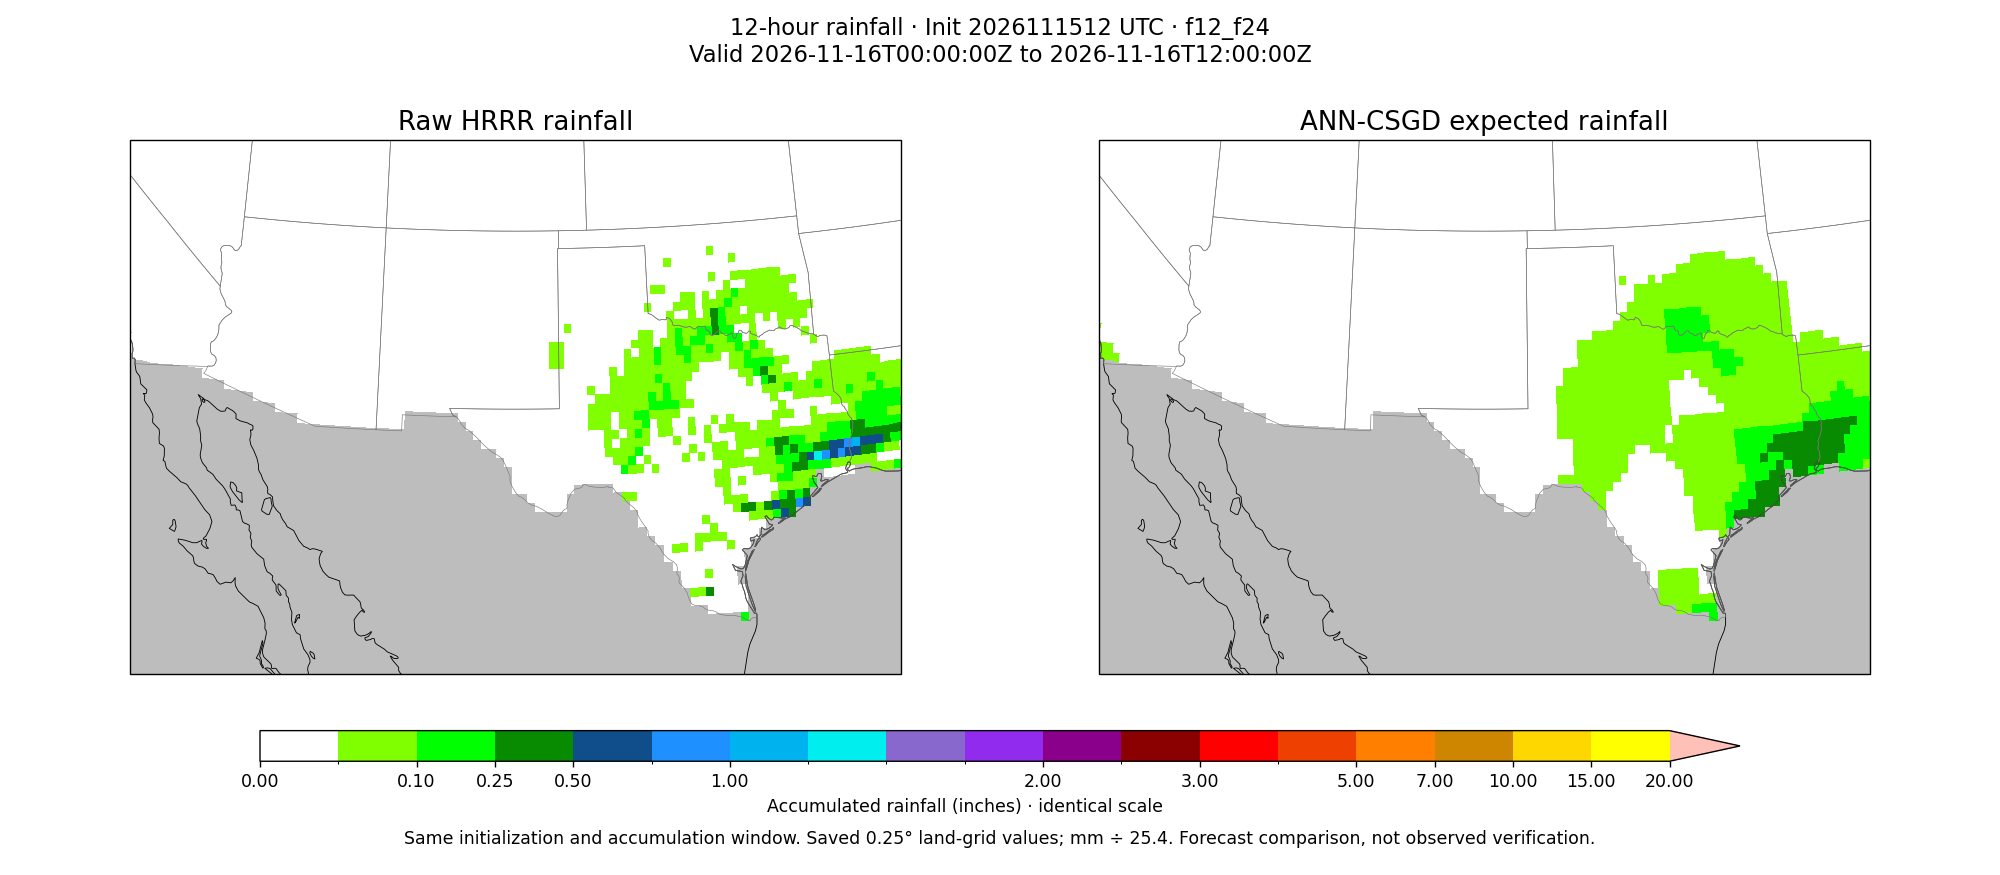 12-hour rainfall · Init 2026111512 UTC · f12_f24
Valid 2026-11-16T00:00:00Z to 2026-11-16T12:00:00Z
Raw HRRR rainfall
ANN-CSGD expected rainfall
0.00 0.10 0.25 0.50 1.00 2.00 3.00 5.00 7.00 10.00 15.00 20.00
Accumulated rainfall (inches) · identical scale
Same initialization and accumulation window. Saved 0.25° land-grid values; mm ÷ 25.4. Forecast comparison, not observed verification.